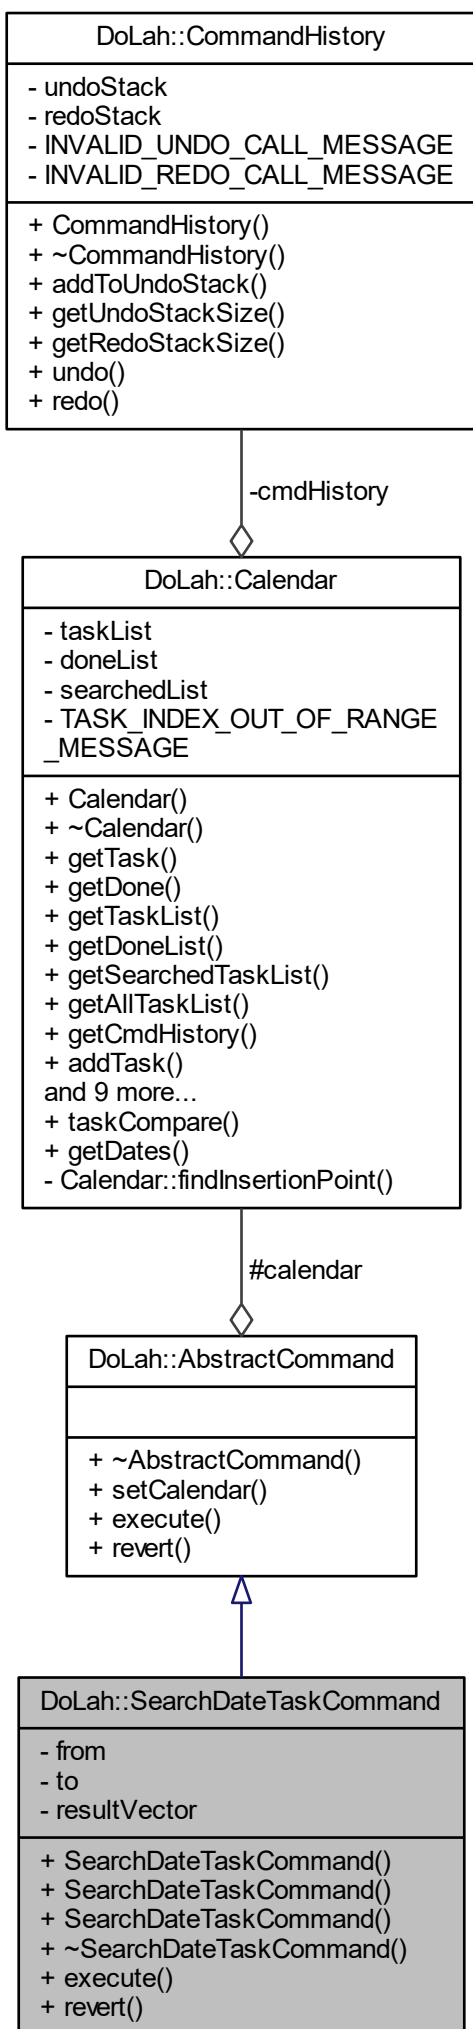 DoLah::CommandHistory
- undoStack
- redoStack
- INVALID_UNDO_CALL_MESSAGE
- INVALID_REDO_CALL_MESSAGE
+ CommandHistory()
+ ~CommandHistory()
+ addToUndoStack()
+ getUndoStackSize()
+ getRedoStackSize()
+ undo()
+ redo()
-cmdHistory
DoLah::Calendar
- taskList
- doneList
- searchedList
- TASK_INDEX_OUT_OF_RANGE
_MESSAGE
+ Calendar()
+ ~Calendar()
+ getTask()
+ getDone()
+ getTaskList()
+ getDoneList()
+ getSearchedTaskList()
+ getAllTaskList()
+ getCmdHistory()
+ addTask()
and 9 more...
+ taskCompare()
+ getDates()
- Calendar::findInsertionPoint()
#calendar
DoLah::AbstractCommand
+ ~AbstractCommand()
+ setCalendar()
+ execute()
+ revert()
DoLah::SearchDateTaskCommand
- from
- to
- resultVector
+ SearchDateTaskCommand()
+ SearchDateTaskCommand()
+ SearchDateTaskCommand()
+ ~SearchDateTaskCommand()
+ execute()
+ revert()